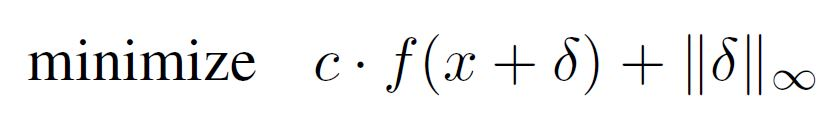 minimize c · f(x + δ) + ‖δ‖∞